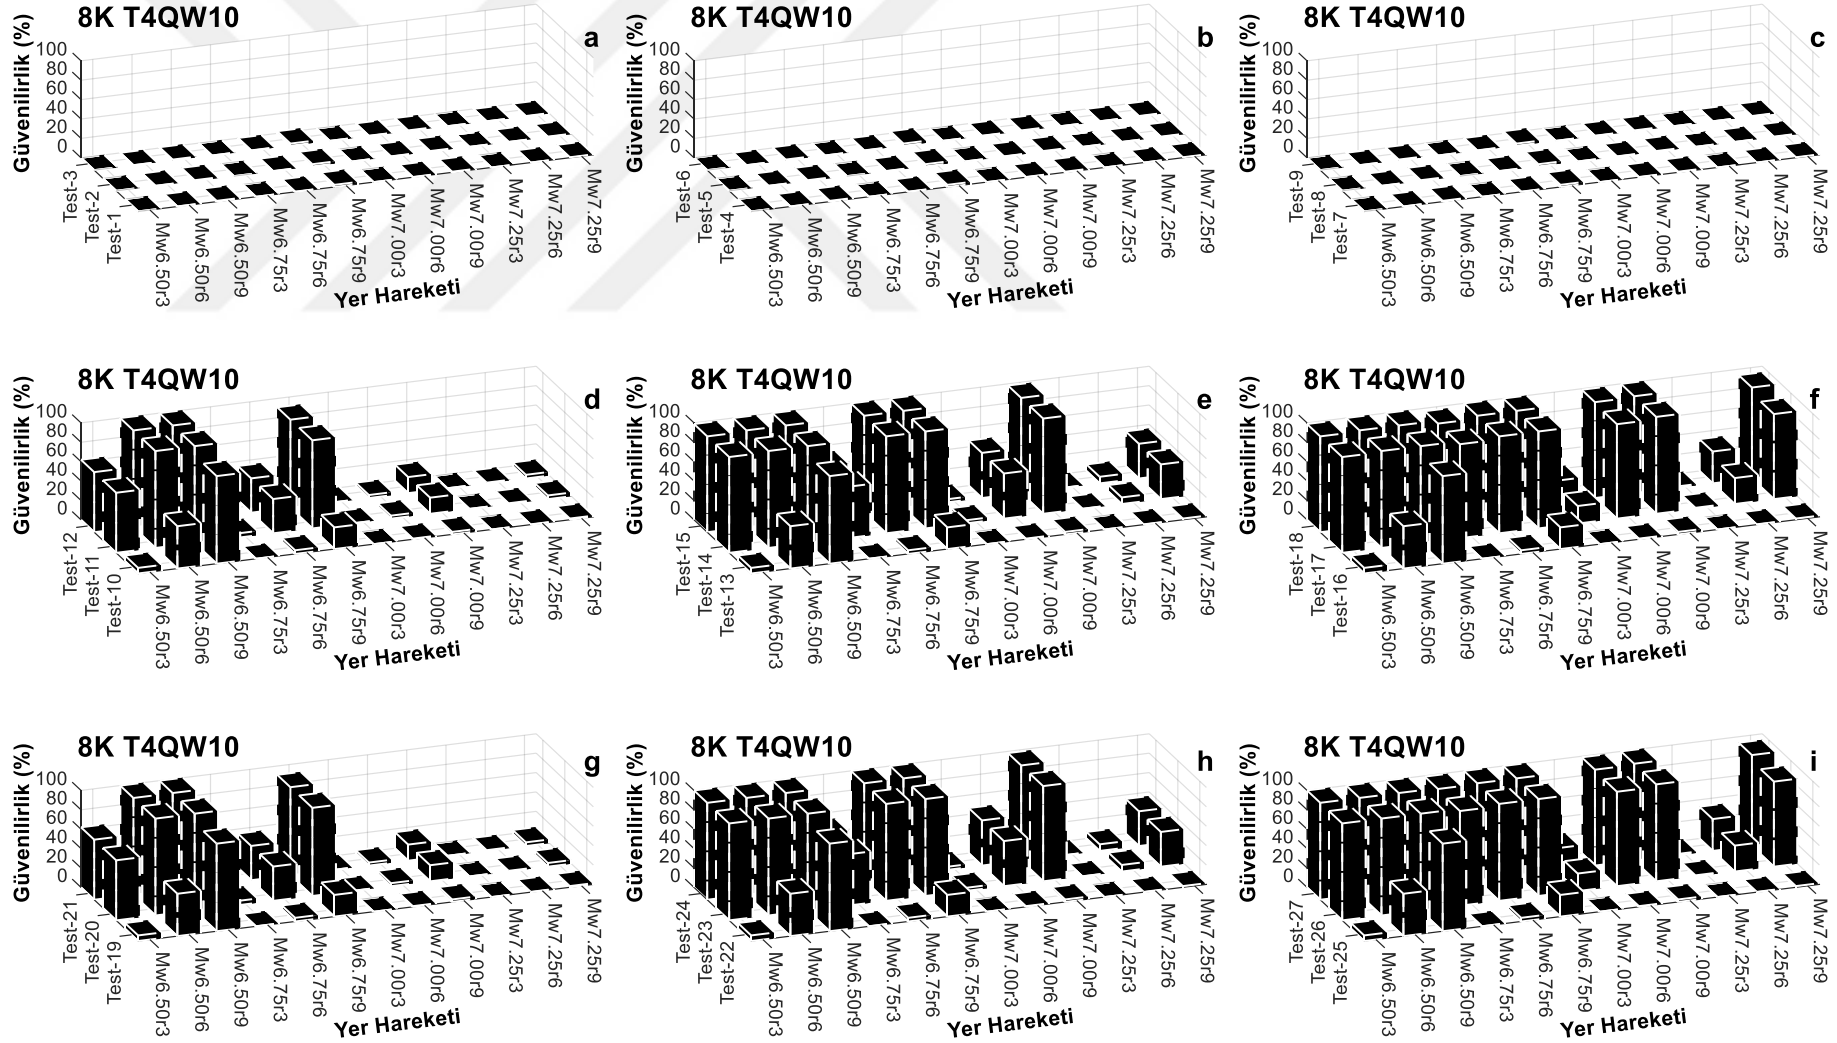 8K T4QW10
a
Güvenilirlik (%)
100
80
60
40
20
0
Test-3
Test-2
Test-1
Mw6.50r3
Mw6.50r6
Mw6.50r9
Mw6.75r3
Mw6.75r6
Mw6.75r9
Mw7.00r3
Mw7.00r6
Mw7.00r9
Mw7.25r3
Mw7.25r6
Mw7.25r9
Yer Hareketi
8K T4QW10
b
Güvenilirlik (%)
100
80
60
40
20
0
Test-6
Test-5
Test-4
Mw6.50r3
Mw6.50r6
Mw6.50r9
Mw6.75r3
Mw6.75r6
Mw6.75r9
Mw7.00r3
Mw7.00r6
Mw7.00r9
Mw7.25r3
Mw7.25r6
Mw7.25r9
Yer Hareketi
8K T4QW10
c
Güvenilirlik (%)
100
80
60
40
20
0
Test-9
Test-8
Test-7
Mw6.50r3
Mw6.50r6
Mw6.50r9
Mw6.75r3
Mw6.75r6
Mw6.75r9
Mw7.00r3
Mw7.00r6
Mw7.00r9
Mw7.25r3
Mw7.25r6
Mw7.25r9
Yer Hareketi
8K T4QW10
d
Güvenilirlik (%)
100
80
60
40
20
0
Test-12
Test-11
Test-10
Mw6.50r3
Mw6.50r6
Mw6.50r9
Mw6.75r3
Mw6.75r6
Mw6.75r9
Mw7.00r3
Mw7.00r6
Mw7.00r9
Mw7.25r3
Mw7.25r6
Mw7.25r9
Yer Hareketi
8K T4QW10
e
Güvenilirlik (%)
100
80
60
40
20
0
Test-15
Test-14
Test-13
Mw6.50r3
Mw6.50r6
Mw6.50r9
Mw6.75r3
Mw6.75r6
Mw6.75r9
Mw7.00r3
Mw7.00r6
Mw7.00r9
Mw7.25r3
Mw7.25r6
Mw7.25r9
Yer Hareketi
8K T4QW10
f
Güvenilirlik (%)
100
80
60
40
20
0
Test-18
Test-17
Test-16
Mw6.50r3
Mw6.50r6
Mw6.50r9
Mw6.75r3
Mw6.75r6
Mw6.75r9
Mw7.00r3
Mw7.00r6
Mw7.00r9
Mw7.25r3
Mw7.25r6
Mw7.25r9
Yer Hareketi
8K T4QW10
g
Güvenilirlik (%)
100
80
60
40
20
0
Test-21
Test-20
Test-19
Mw6.50r3
Mw6.50r6
Mw6.50r9
Mw6.75r3
Mw6.75r6
Mw6.75r9
Mw7.00r3
Mw7.00r6
Mw7.00r9
Mw7.25r3
Mw7.25r6
Mw7.25r9
Yer Hareketi
8K T4QW10
h
Güvenilirlik (%)
100
80
60
40
20
0
Test-24
Test-23
Test-22
Mw6.50r3
Mw6.50r6
Mw6.50r9
Mw6.75r3
Mw6.75r6
Mw6.75r9
Mw7.00r3
Mw7.00r6
Mw7.00r9
Mw7.25r3
Mw7.25r6
Mw7.25r9
Yer Hareketi
8K T4QW10
i
Güvenilirlik (%)
100
80
60
40
20
0
Test-27
Test-26
Test-25
Mw6.50r3
Mw6.50r6
Mw6.50r9
Mw6.75r3
Mw6.75r6
Mw6.75r9
Mw7.00r3
Mw7.00r6
Mw7.00r9
Mw7.25r3
Mw7.25r6
Mw7.25r9
Yer Hareketi